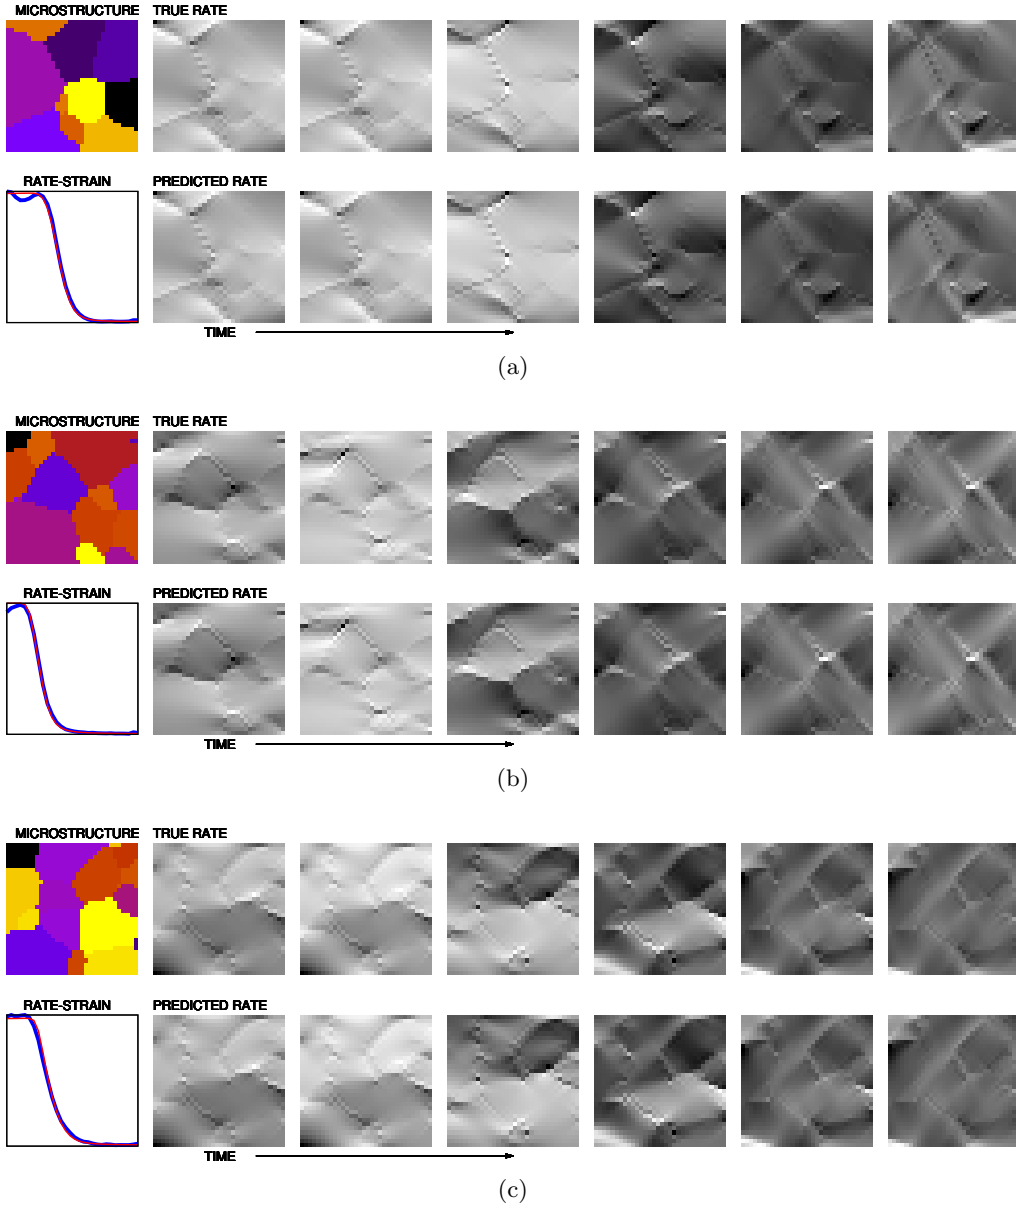 MICROSTRUCTURE TRUE RATE
RATE-STRAIN PREDICTED RATE
TIME
(a)
MICROSTRUCTURE TRUE RATE
RATE-STRAIN PREDICTED RATE
TIME
(b)
MICROSTRUCTURE TRUE RATE
RATE-STRAIN PREDICTED RATE
TIME
(c)